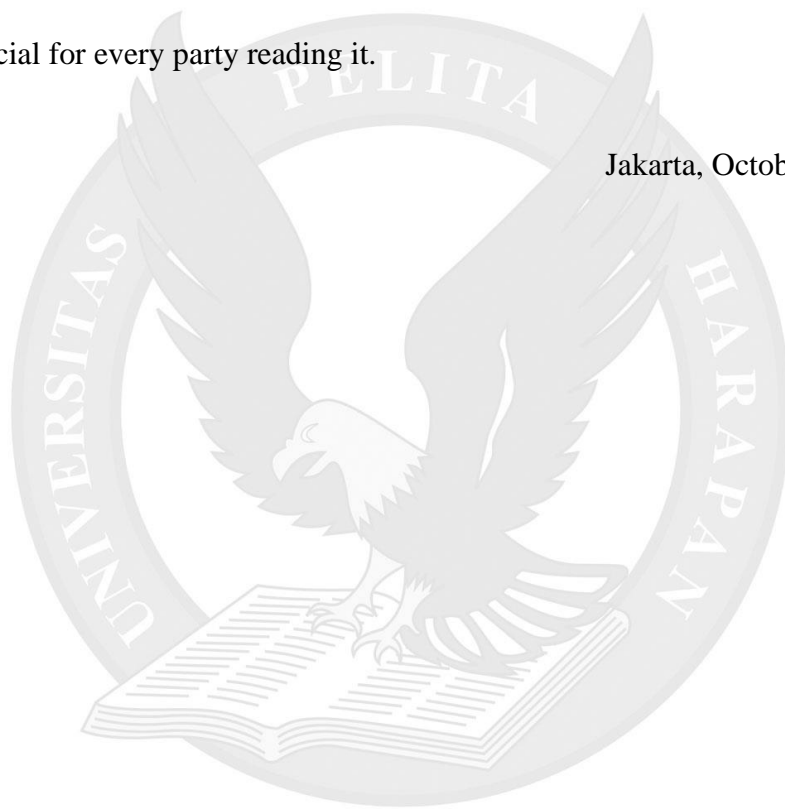 cial for every party reading it.
PELITA
Jakarta, Octob
UNIVERSITAS
HARAPAN